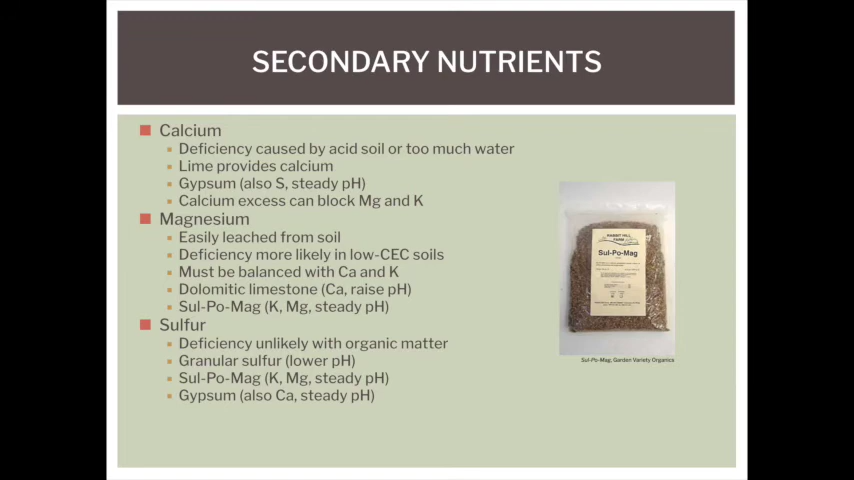 SECONDARY NUTRIENTS
Calcium
Deficiency caused by acid soil or too much water
Lime provides calcium
Gypsum (also S, steady pH)
Calcium excess can block Mg and K
Magnesium
Easily leached from soil
Deficiency more likely in low-CEC soils
Must be balanced with Ca and K
Dolomitic limestone (Ca, raise pH)
Sul-Po-Mag (K, Mg, steady pH)
Sulfur
Deficiency unlikely with organic matter
Granular sulfur (lower pH)
Sul-Po-Mag (K, Mg, steady pH)
Gypsum (also Ca, steady pH)
RABBIT HILL
FARM
Sul-Po-Mag
Sul-Po-Mag, Garden Variety Organics